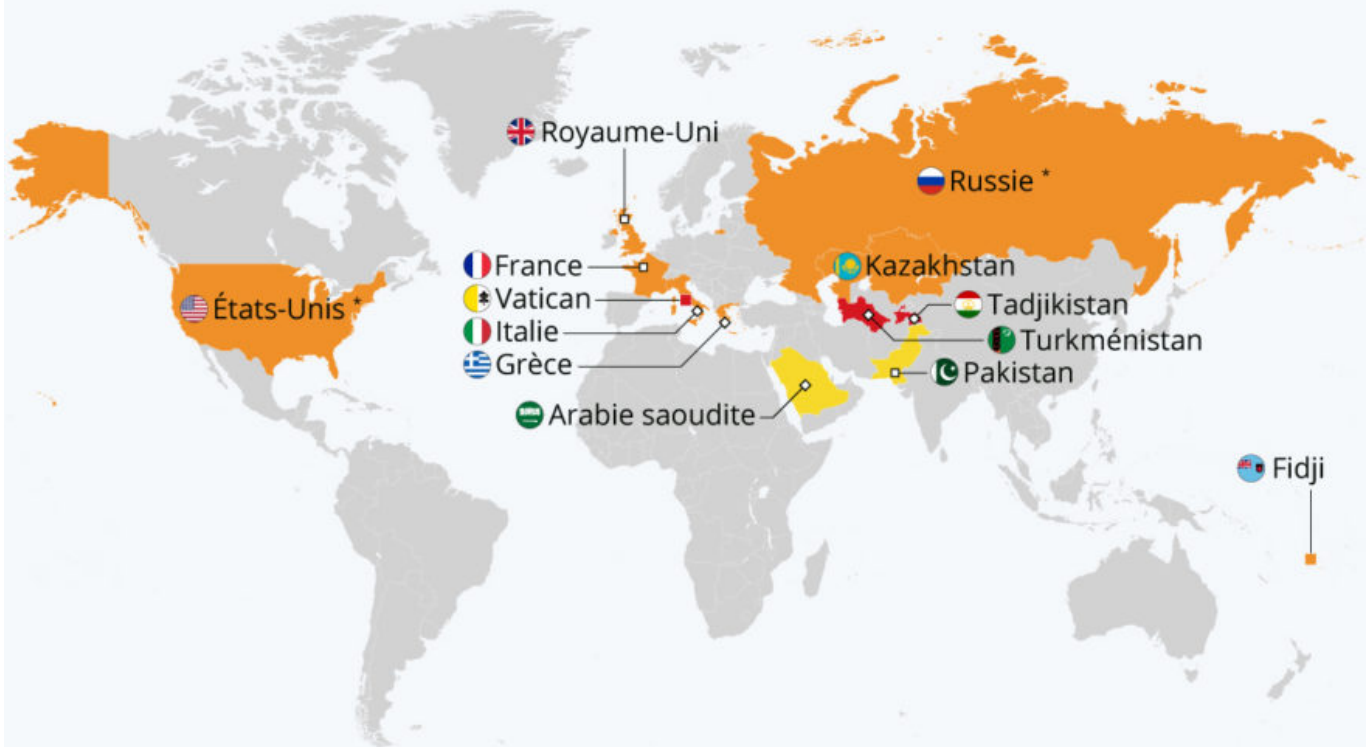 Royaume-Uni
Russie *
France
Kazakhstan
Vatican
États-Unis *
Tadjikistan
Italie
Turkménistan
Grèce
Pakistan
Arabie saoudite
Fidji